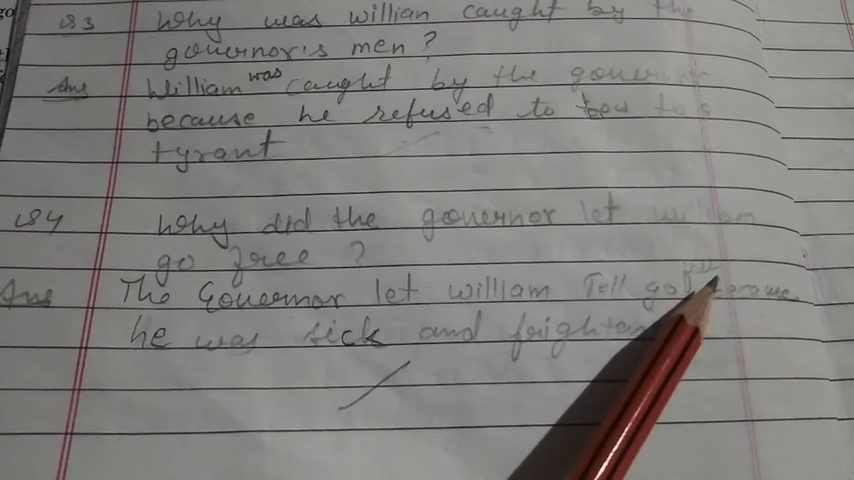 Q3 Why was willian caught by the
governor's men ?
Ans William was caught by the
because he refused to bow to a
tyrant
Q4 Why did the governor let william
go free ?
Ans The Governor let william Tell go because
he was sick and